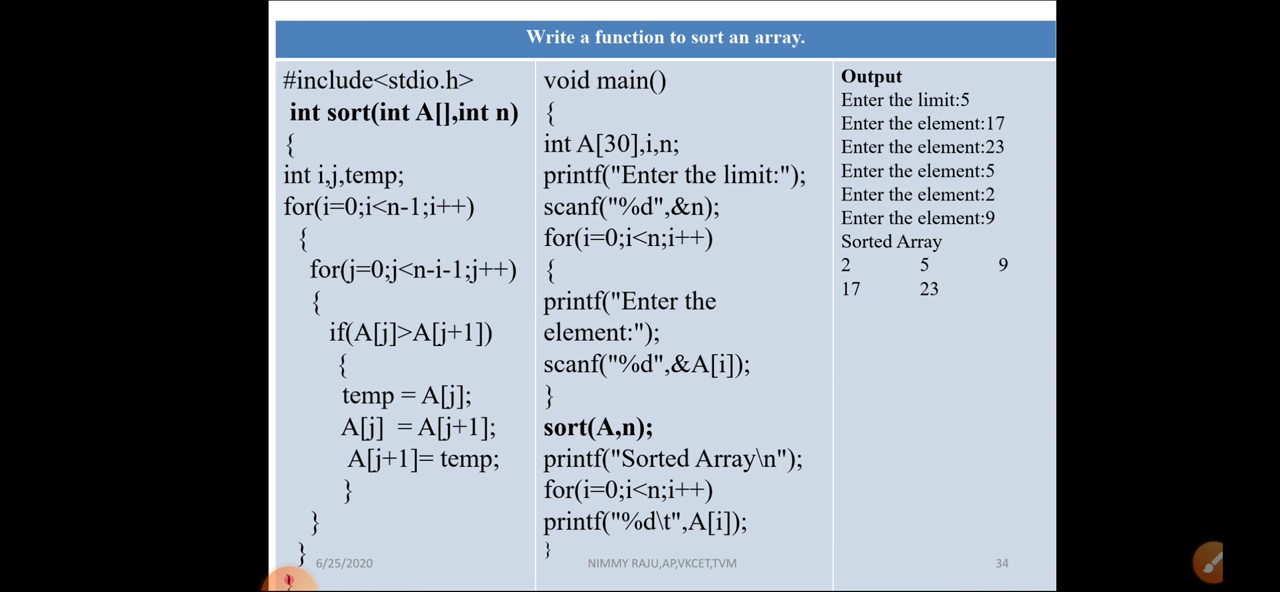 Write a function to sort an array.
#include<stdio.h>
int sort(int A[],int n)
{
int i,j,temp;
for(i=0;i<n-1;i++)
{
for(j=0;j<n-i-1;j++)
{
if(A[j]>A[j+1])
{
temp = A[j];
A[j] = A[j+1];
A[j+1]= temp;
}
}
}
void main()
{
int A[30],i,n;
printf("Enter the limit:");
scanf("%d",&n);
for(i=0;i<n;i++)
{
printf("Enter the
element:");
scanf("%d",&A[i]);
}
sort(A,n);
printf("Sorted Array\n");
for(i=0;i<n;i++)
printf("%d\t",A[i]);
}
Output
Enter the limit:5
Enter the element:17
Enter the element:23
Enter the element:5
Enter the element:2
Enter the element:9
Sorted Array
2 5 9
17 23
6/25/2020 NIMMY RAJU,AP,VKCET,TVM 34